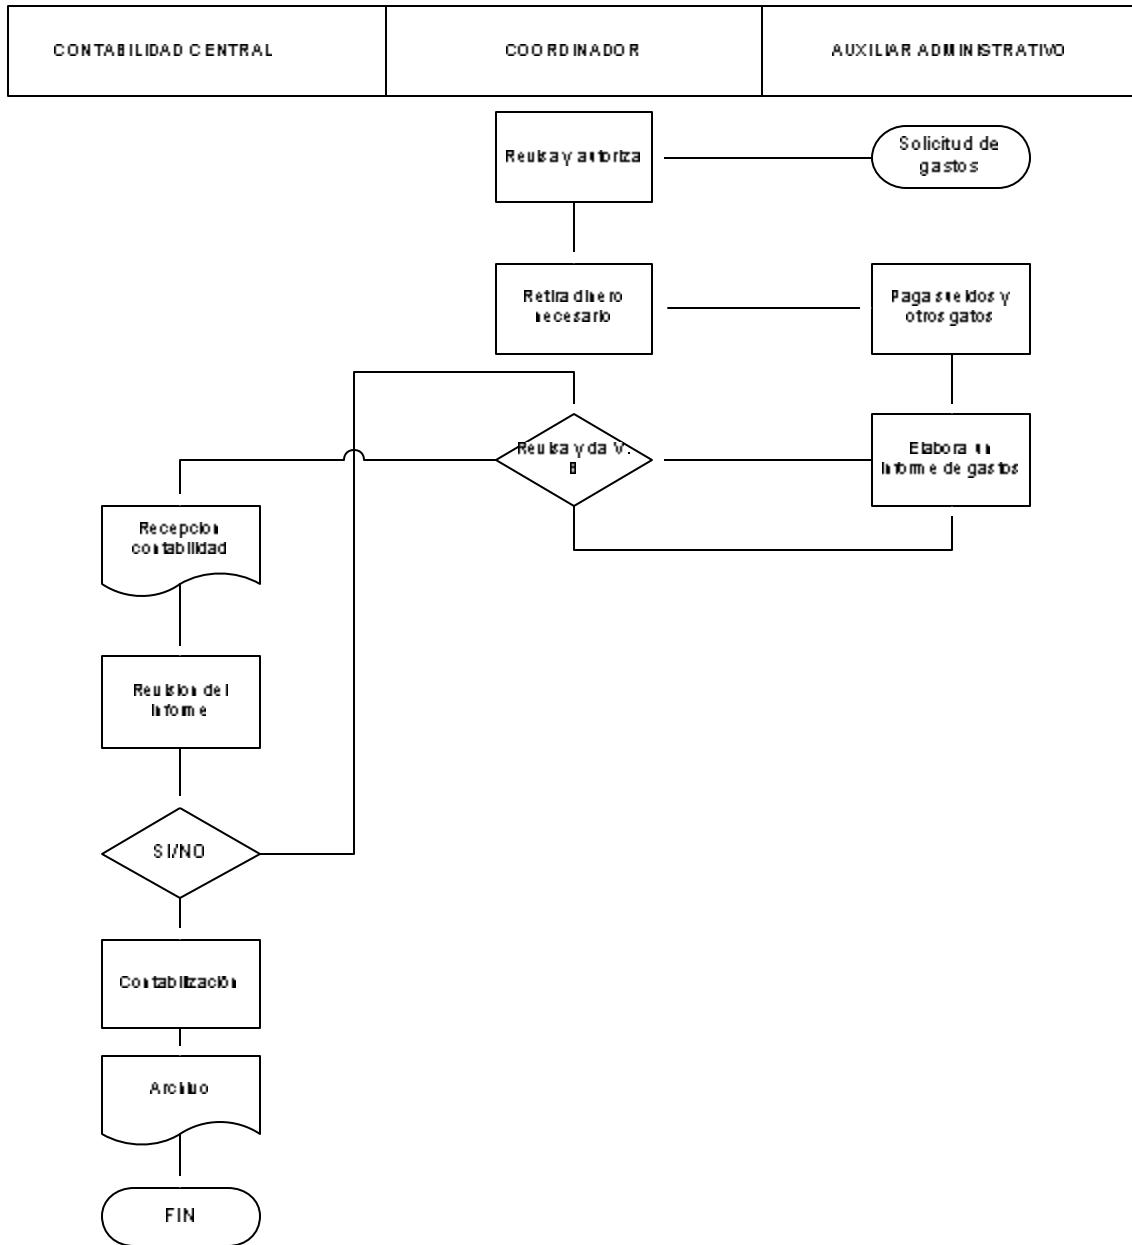 CONTABILIDAD CENTRAL
COORDINADOR
AUXILIAR ADMINISTRATIVO
Revisa y autoriza
Solicitud de
gastos
Retira dinero
necesario
Paga sueldos y
otros gatos
Revisa y da V.
B
Elabora un
informe de gastos
Recepcion
contabilidad
Revision del
informe
SI/NO
Contabilización
Archivo
FIN